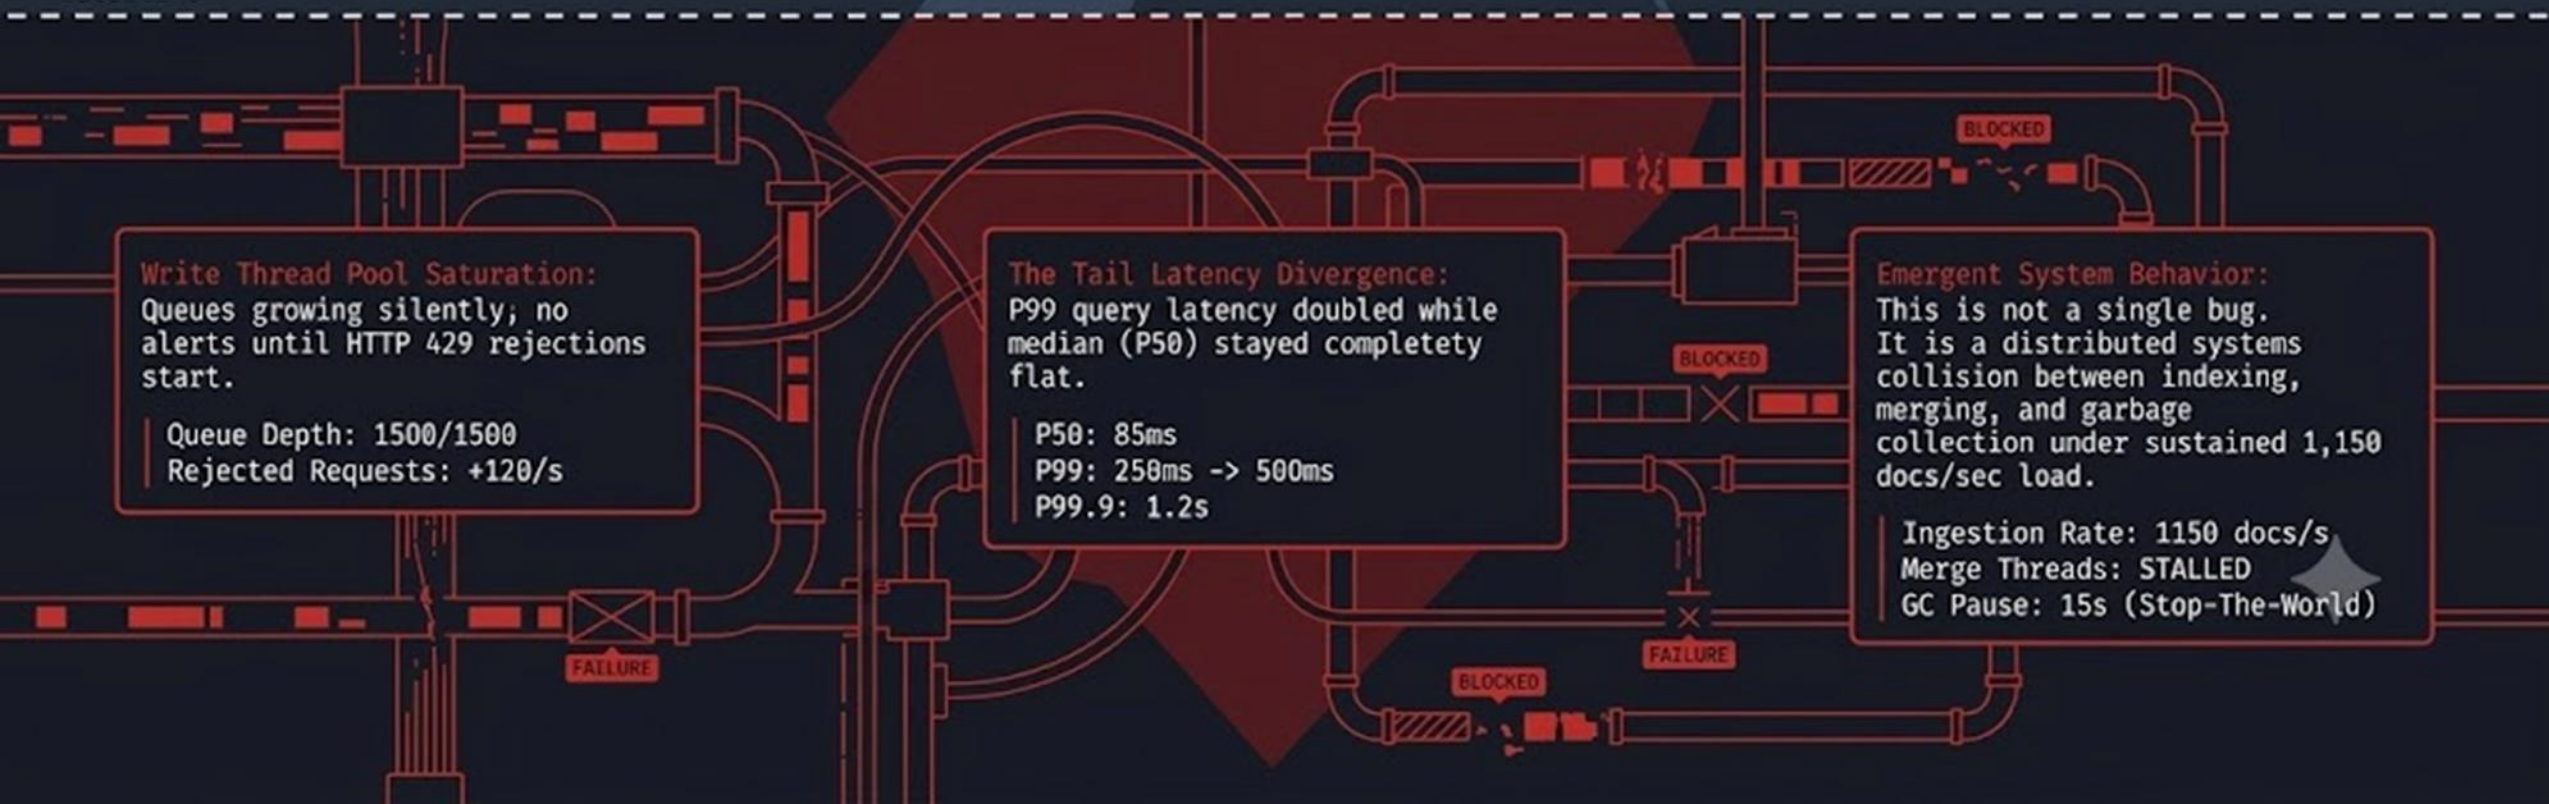 BLOCKED
Write Thread Pool Saturation:
Queues growing silently; no
alerts until HTTP 429 rejections
start.
Queue Depth: 1500/1500
Rejected Requests: +120/s
The Tail Latency Divergence:
P99 query latency doubled while
median (P50) stayed completety
flat.
P50: 85ms
P99: 250ms -> 500ms
P99.9: 1.2s
BLOCKED
Emergent System Behavior:
This is not a single bug.
It is a distributed systems
collision between indexing,
merging, and garbage
collection under sustained 1,150
docs/sec load.
Ingestion Rate: 1150 docs/s
Merge Threads: STALLED
GC Pause: 15s (Stop-The-World)
FAILURE
FAILURE
BLOCKED